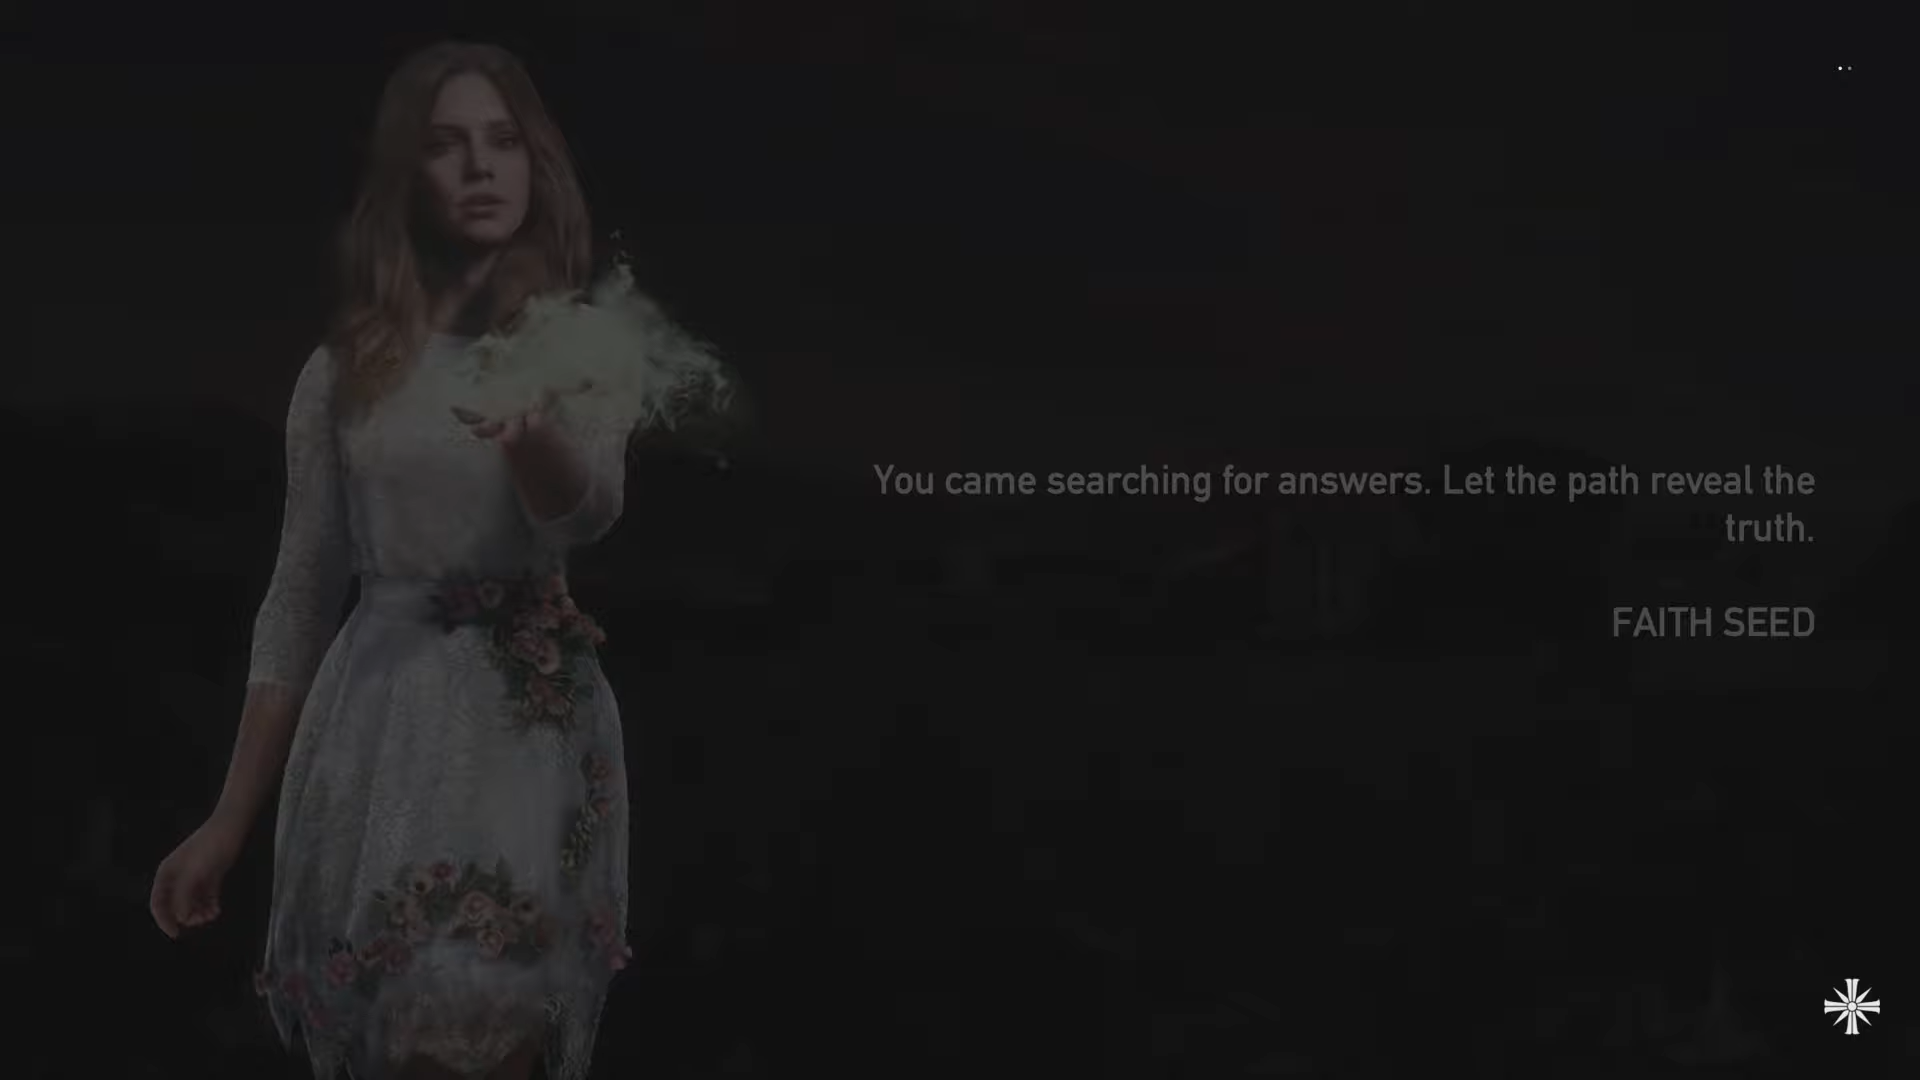 You came searching for answers. Let the path reveal the
truth.
FAITH SEED